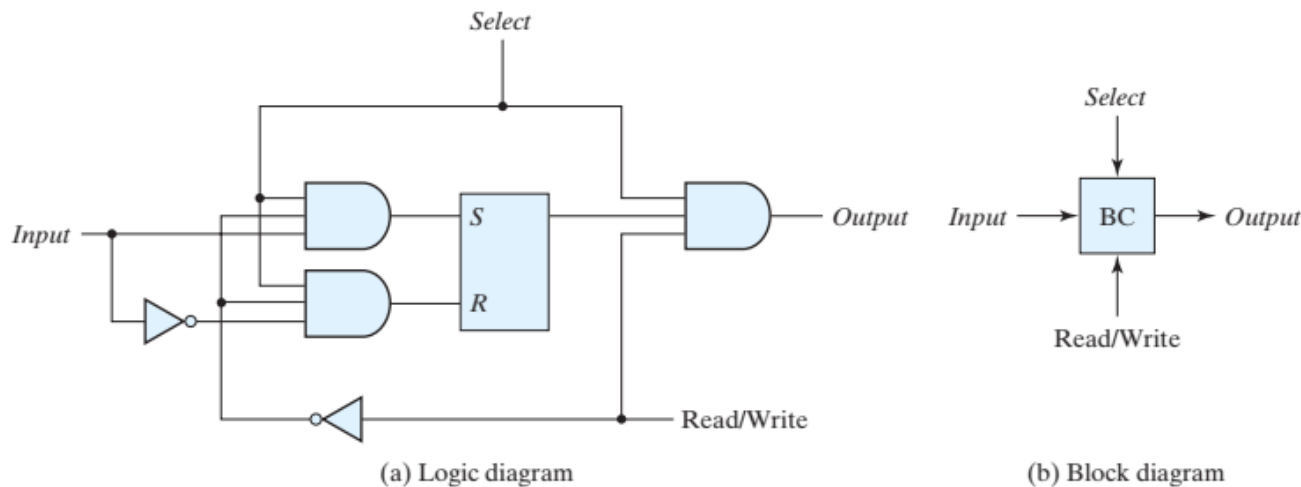 Select
Select
Input
S
Output
Input
BC
Output
R
Read/Write
Read/Write
(a) Logic diagram
(b) Block diagram